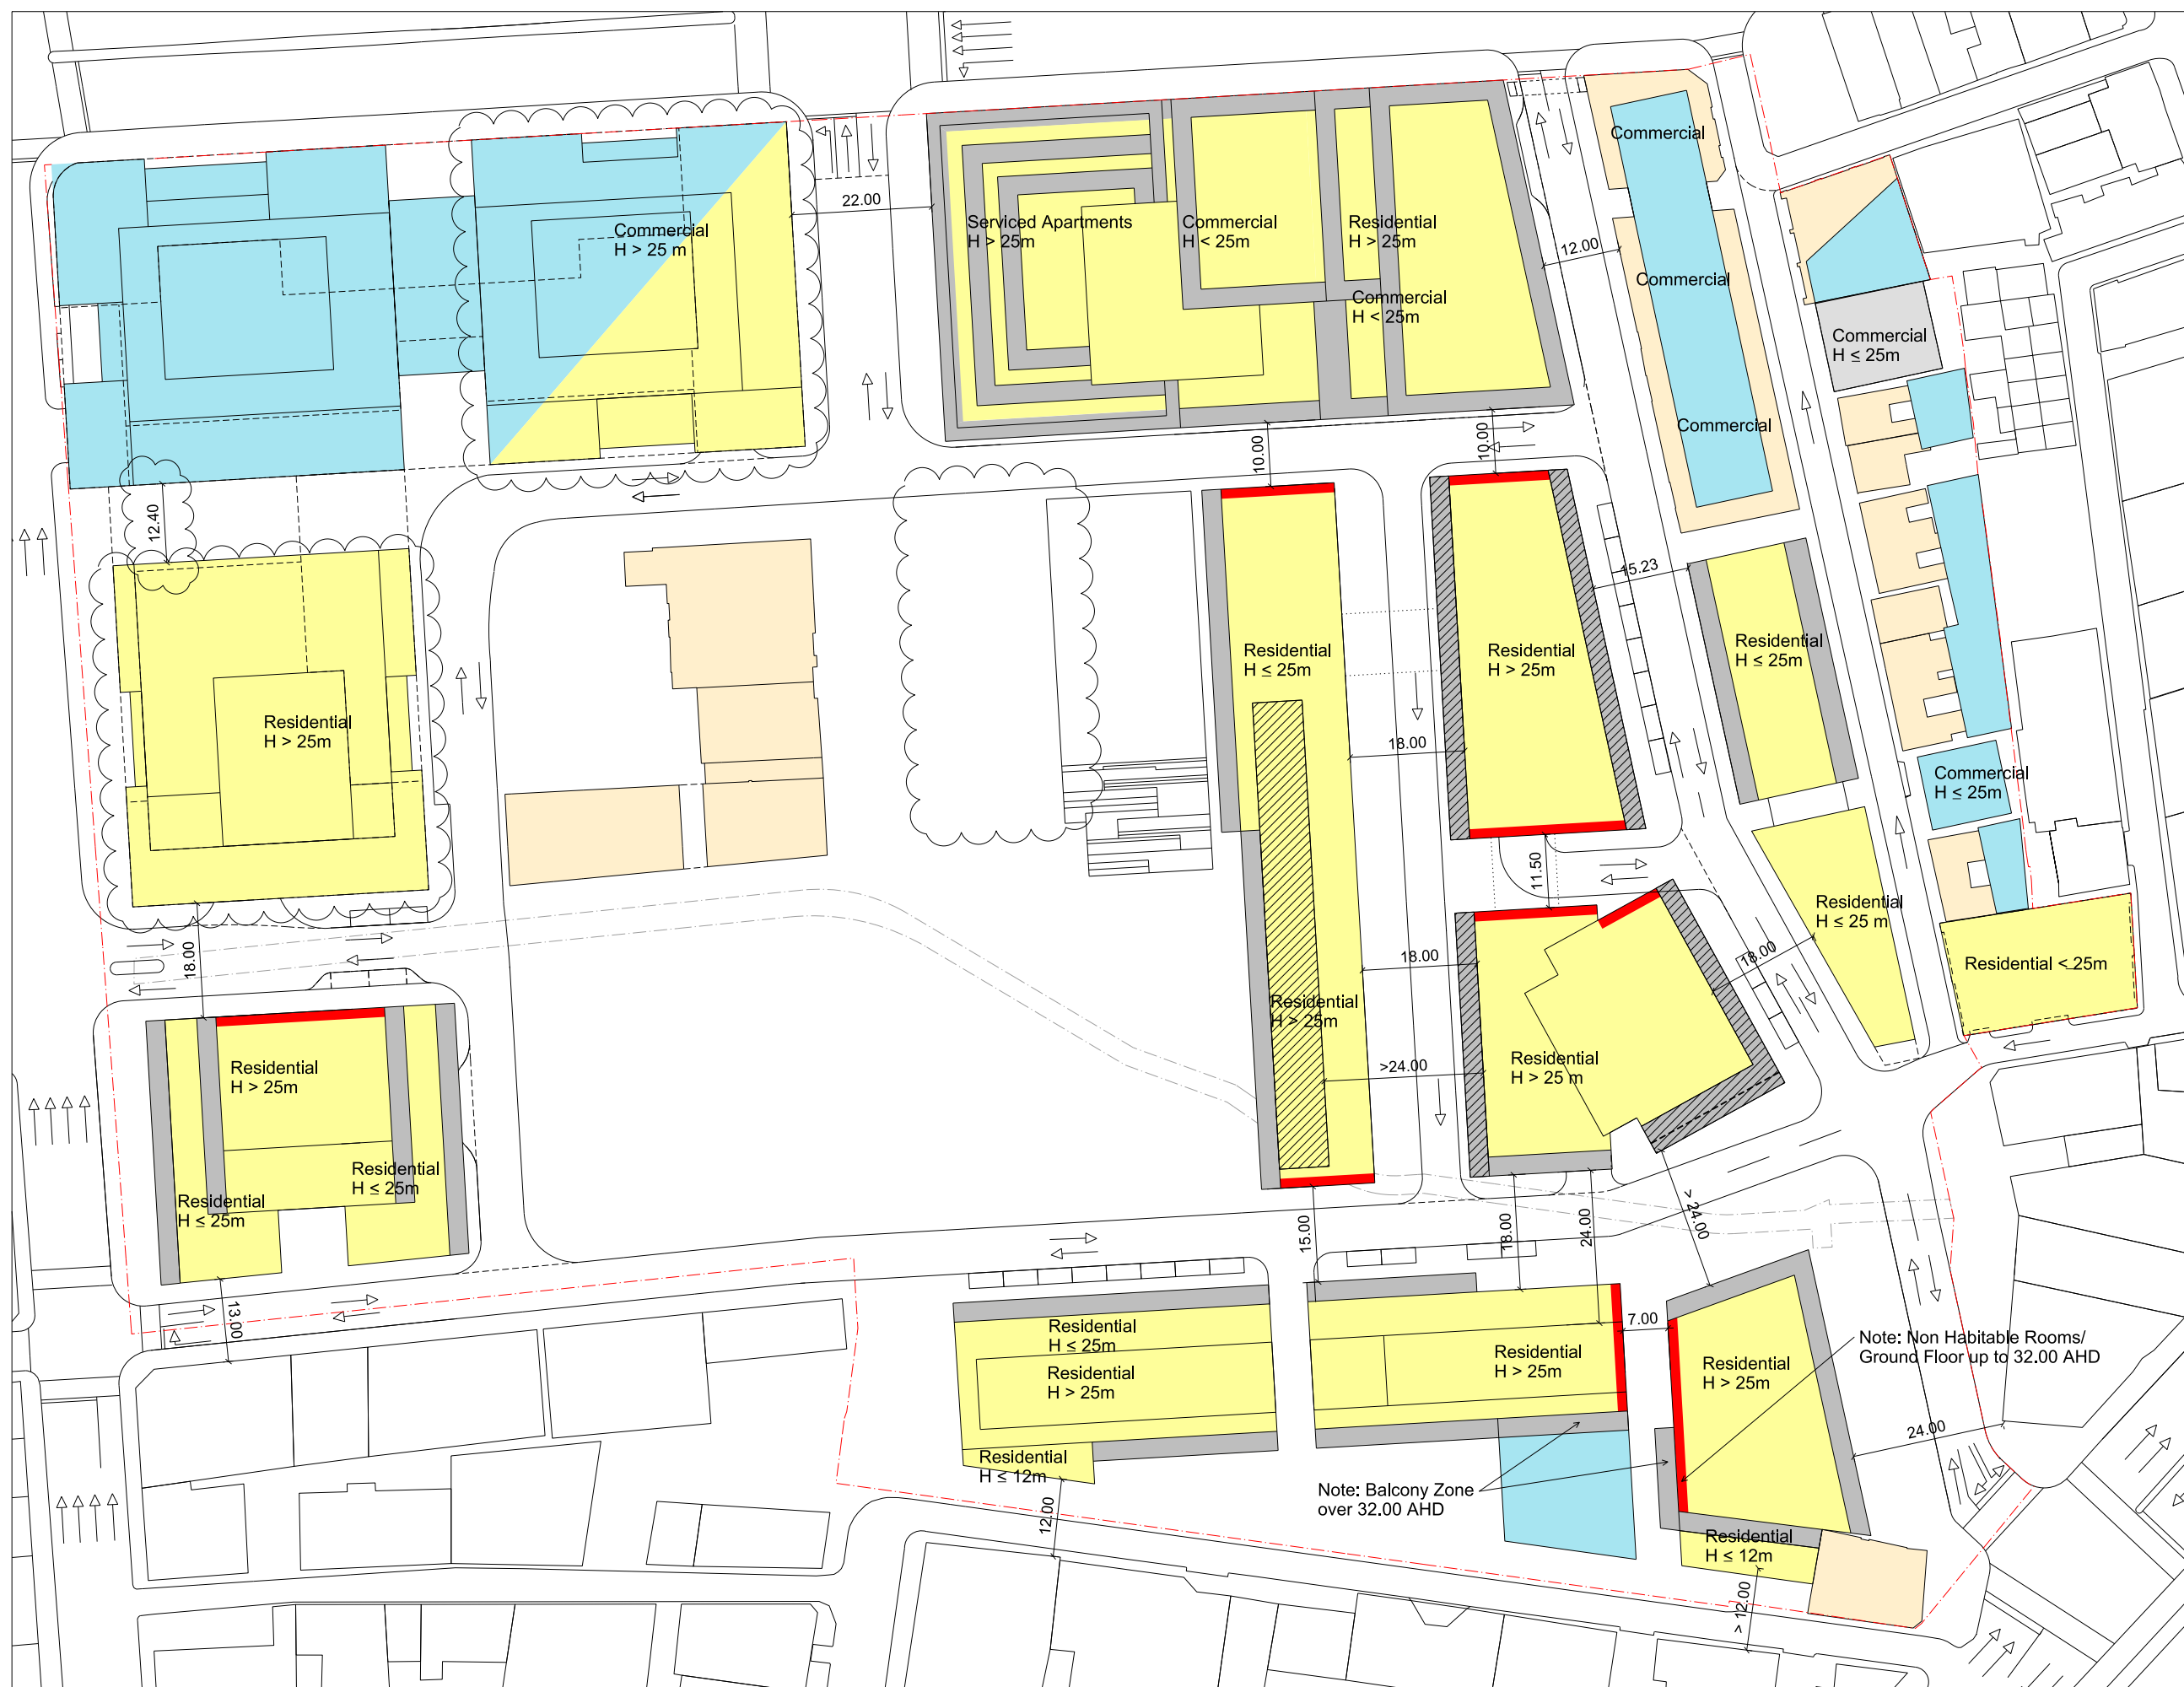 Commercial
22.00
Serviced Apartments
H > 25m
Commercial
H < 25m
Residential
H > 25m
Commercial
H > 25 m
12.00
Commercial
Commercial
H < 25m
Commercial
H ≤ 25m
Commercial
10.00
10.00
12.40
15.23
Residential
H ≤ 25m
Residential
H > 25m
Residential
H ≤ 25m
Residential
H > 25m
18.00
Commercial
H ≤ 25m
11.50
Residential
H ≤ 25 m
18.00
18.00
18.00
Residential < 25m
Residential
H > 25m
>24.00
Residential
H > 25 m
Residential
H > 25m
Residential
H ≤ 25m
Residential
H ≤ 25m
15.00
18.00
24.00
> 24.00
13.00
Residential
H ≤ 25m
Residential
H > 25m
Residential
H > 25m
7.00
Residential
H > 25m
Note: Non Habitable Rooms/
Ground Floor up to 32.00 AHD
24.00
Residential
H ≤ 12m
Note: Balcony Zone
over 32.00 AHD
12.00
Residential
H ≤ 12m
> 12.00